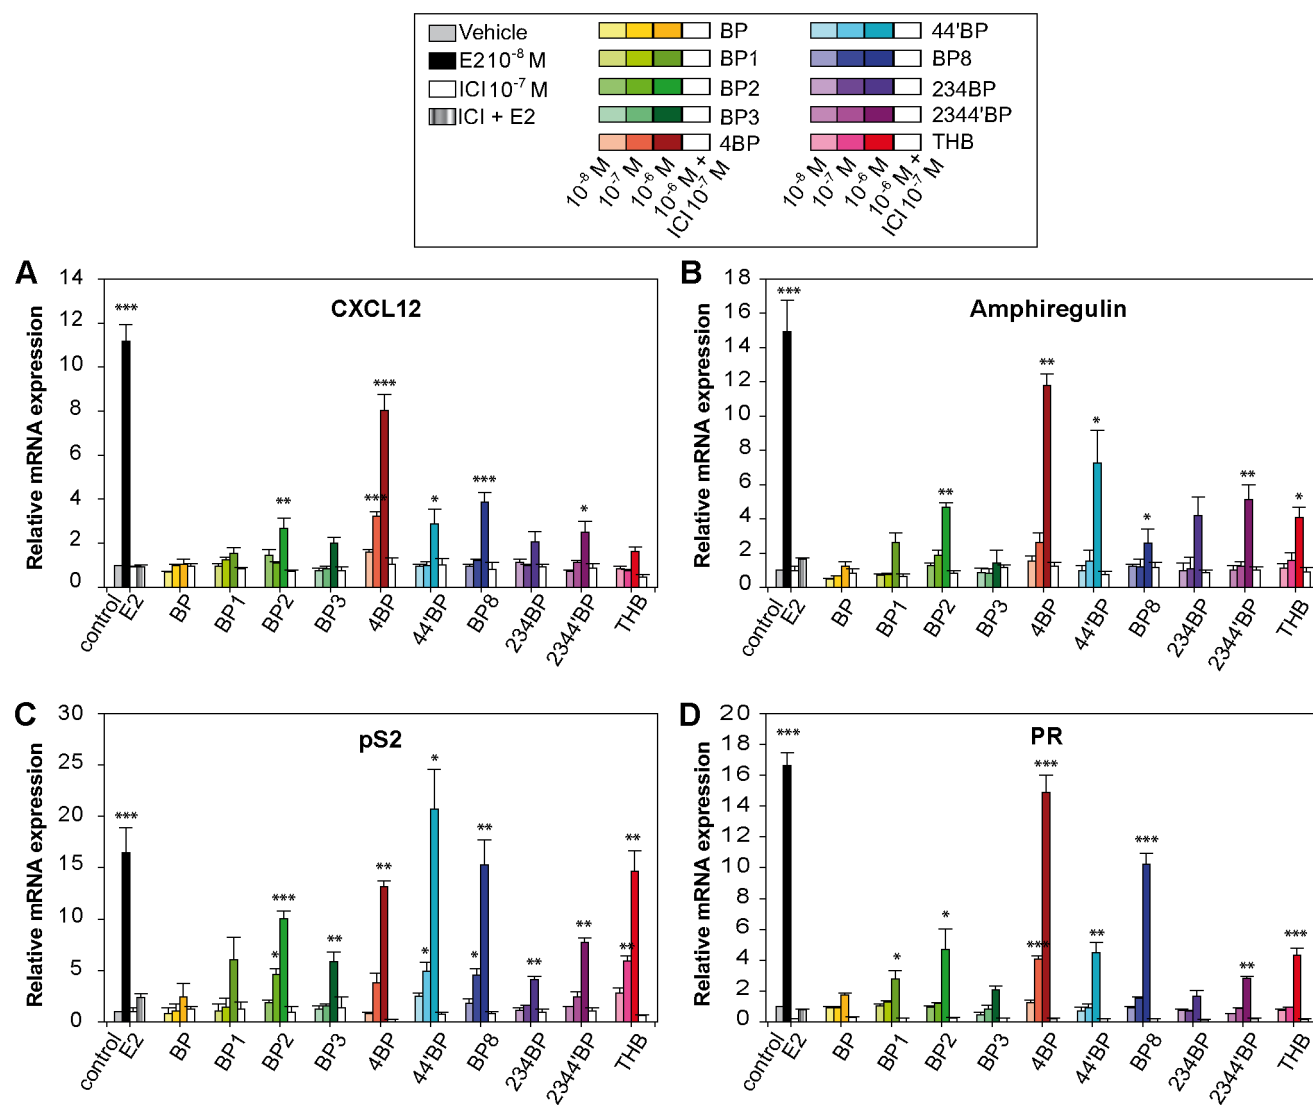 Vehicle
E2 10⁻⁸ M
ICI 10⁻⁷ M
ICI + E2
BP
BP1
BP2
BP3
4BP
10⁻⁸ M
10⁻⁷ M
10⁻⁶ M
10⁻⁶ M +
ICI 10⁻⁷ M
44'BP
BP8
234BP
2344'BP
THB
10⁻⁸ M
10⁻⁷ M
10⁻⁶ M
10⁻⁶ M +
ICI 10⁻⁷ M
A
CXCL12
Relative mRNA expression
14
12
10
8
6
4
2
0
***
**
***
***
*
***
*
control
E2
BP
BP1
BP2
BP3
4BP
44'BP
BP8
234BP
2344'BP
THB
B
Amphiregulin
Relative mRNA expression
18
16
14
12
10
8
6
4
2
0
***
**
**
*
*
**
*
control
E2
BP
BP1
BP2
BP3
4BP
44'BP
BP8
234BP
2344'BP
THB
C
pS2
Relative mRNA expression
30
25
20
15
10
5
0
***
*
***
**
**
*
*
*
**
**
**
**
**
control
E2
BP
BP1
BP2
BP3
4BP
44'BP
BP8
234BP
2344'BP
THB
D
PR
Relative mRNA expression
20
18
16
14
12
10
8
6
4
2
0
***
*
*
***
***
**
***
**
***
control
E2
BP
BP1
BP2
BP3
4BP
44'BP
BP8
234BP
2344'BP
THB